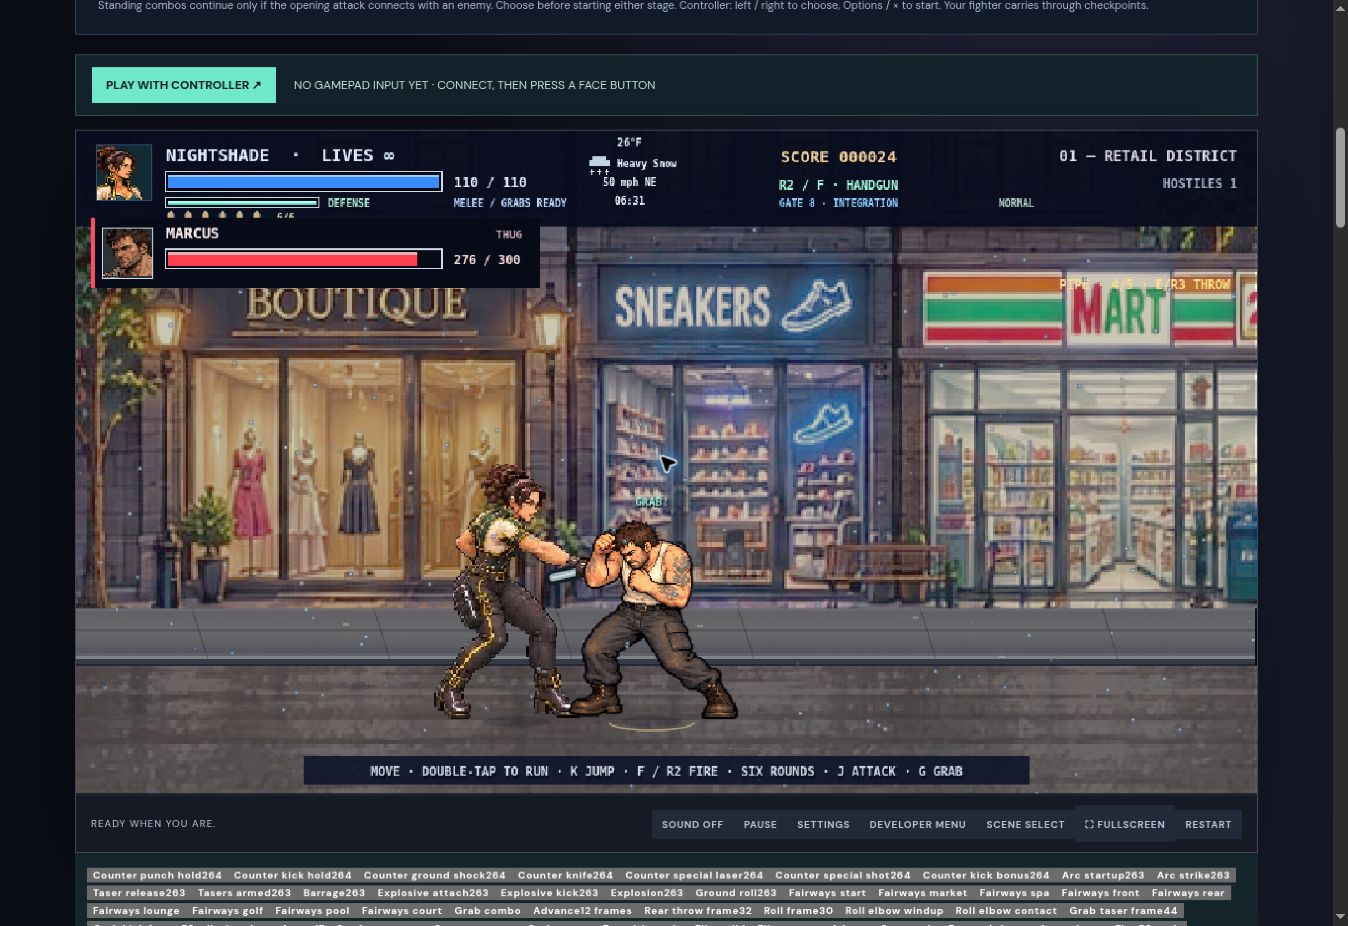 Standing combos continue only if the opening attack connects with an enemy. Choose before starting either stage. Controller: left / right to choose, Options / × to start. Your fighter carries through checkpoints.
PLAY WITH CONTROLLER ↗
NO GAMEPAD INPUT YET · CONNECT, THEN PRESS A FACE BUTTON
NIGHTSHADE · LIVES ∞
110 / 110
DEFENSE
MELEE / GRABS READY
6/6
26°F
Heavy Snow
50 mph NE
06:31
SCORE 000024
R2 / F · HANDGUN
GATE 8 · INTEGRATION
01 — RETAIL DISTRICT
HOSTILES 1
NORMAL
MARCUS
THUG
276 / 300
PIPE · 4/5 · E/R3 THROW
BOUTIQUE
SNEAKERS
MART
GRAB!
MOVE · DOUBLE-TAP TO RUN · K JUMP · F / R2 FIRE · SIX ROUNDS · J ATTACK · G GRAB
READY WHEN YOU ARE.
SOUND OFF
PAUSE
SETTINGS
DEVELOPER MENU
SCENE SELECT
⛶ FULLSCREEN
RESTART
Counter punch hold264 Counter kick hold264 Counter ground shock264 Counter knife264 Counter special laser264 Counter special shot264 Counter kick bonus264 Arc startup263 Arc strike263
Taser release263 Tasers armed263 Barrage263 Explosive attach263 Explosive kick263 Explosion263 Ground roll263 Fairways start Fairways market Fairways spa Fairways front Fairways rear
Fairways lounge Fairways golf Fairways pool Fairways court Grab combo Advance12 frames Rear throw frame32 Roll frame30 Roll elbow windup Roll elbow contact Grab taser frame44